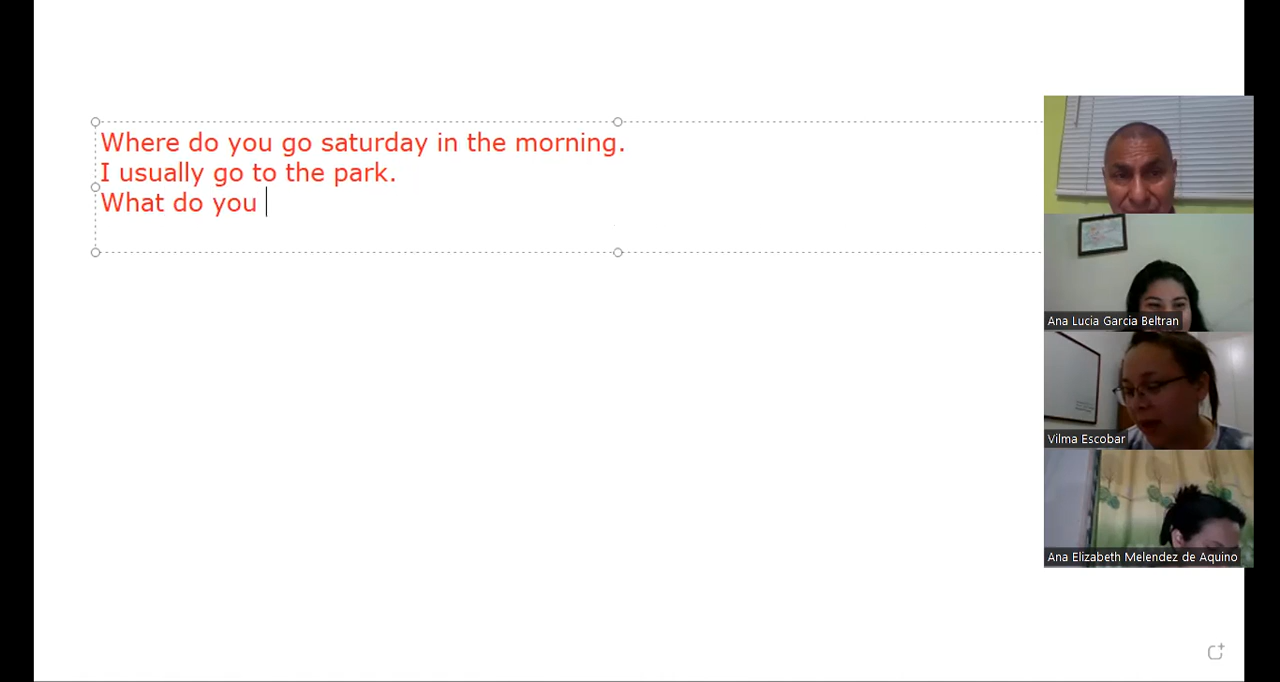 Where do you go saturday in the morning.
I usually go to the park.
What do you
Ana Lucia Garcia Beltran
Vilma Escobar
Ana Elizabeth Melendez de Aquino